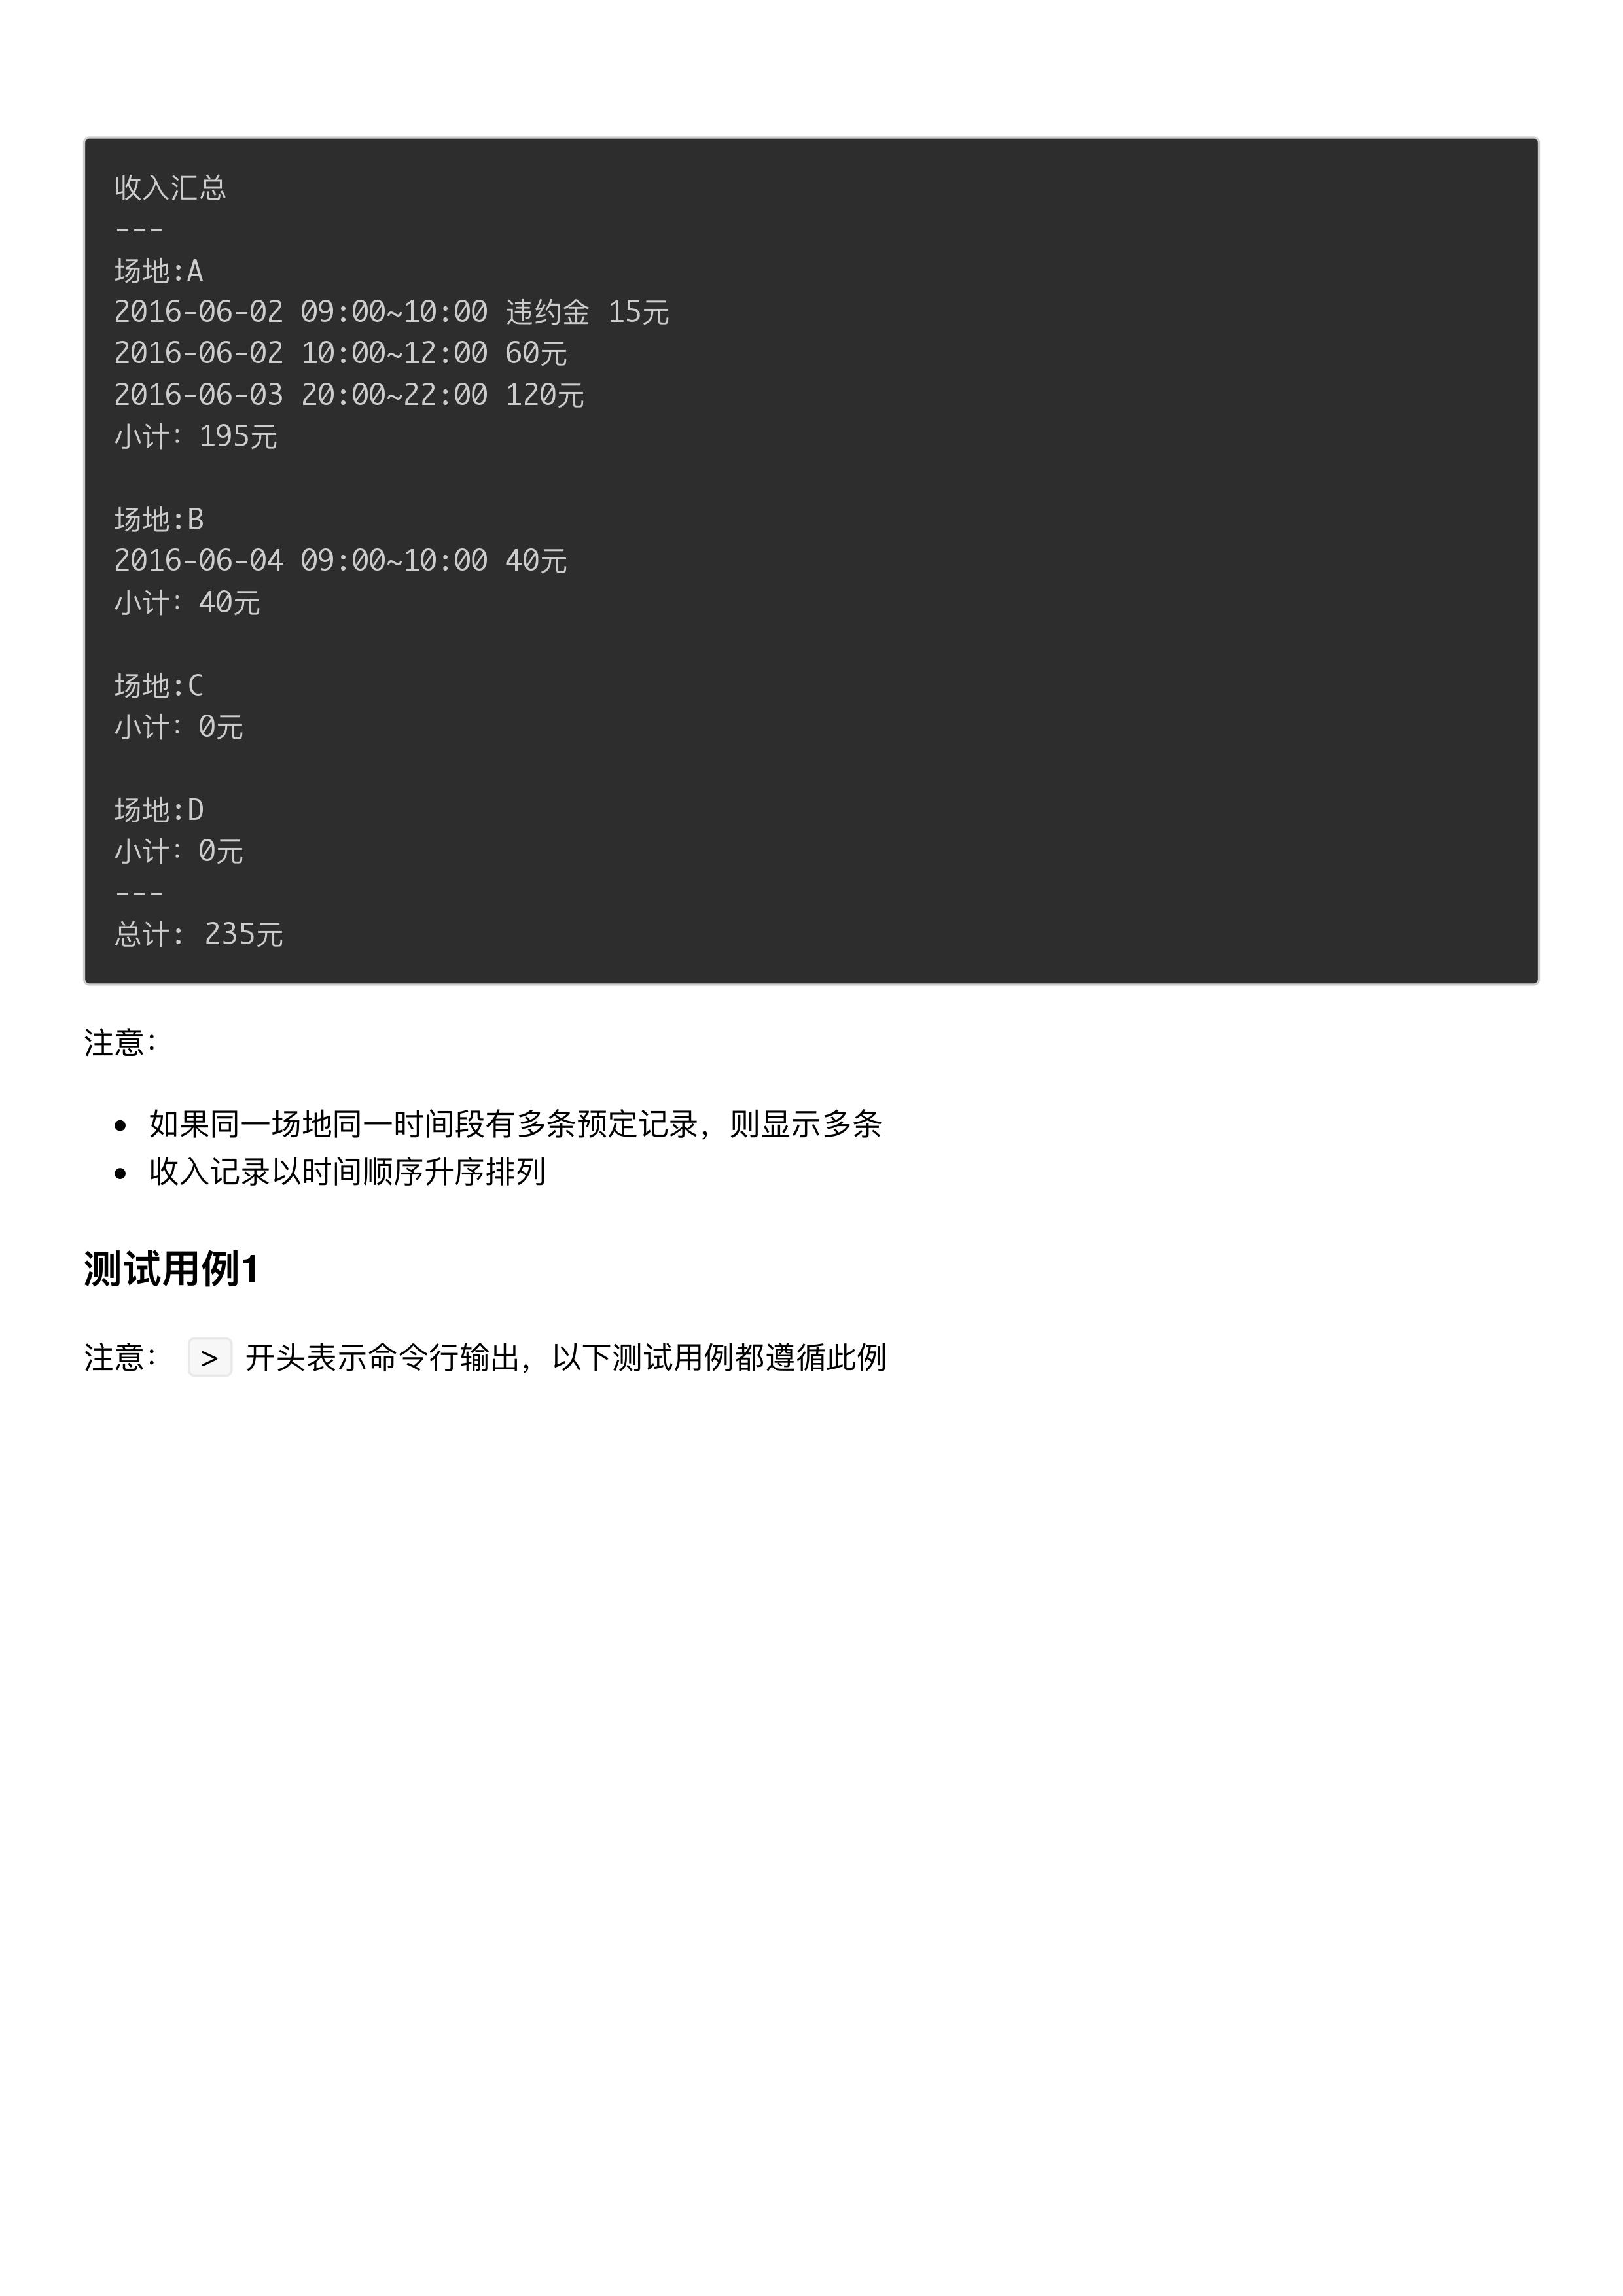 收入汇总
---
场地:A
2016-06-02 09:00~10:00 违约金 15元
2016-06-02 10:00~12:00 60元
2016-06-03 20:00~22:00 120元
小计：195元
场地:B
2016-06-04 09:00~10:00 40元
小计：40元
场地:C
小计：0元
场地:D
小计：0元
---
总计: 235元
注意：
• 如果同一场地同一时间段有多条预定记录，则显示多条
• 收入记录以时间顺序升序排列
测试用例1
注意： > 开头表示命令行输出，以下测试用例都遵循此例